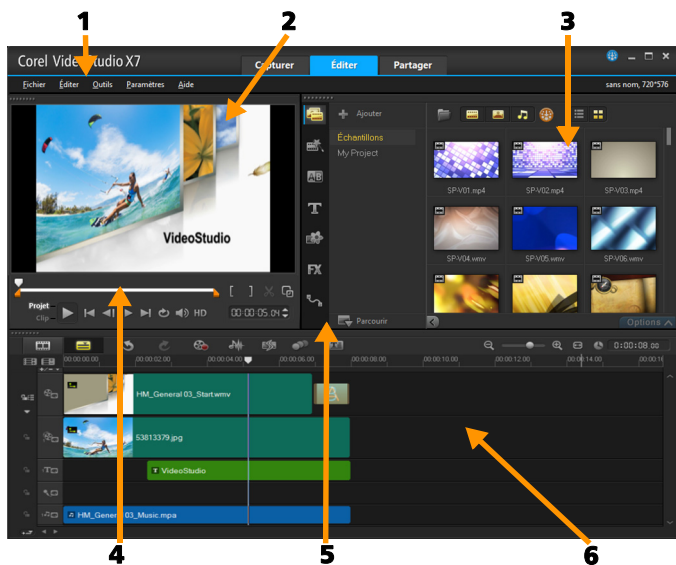 1
2
3
Corel VideoStudio X7
Capturer
Éditer
Partager
Fichier Éditer Outils Paramètres Aide
sans nom, 720*576
Ajouter
Échantillons
My Project
SP-V01.mp4
SP-V02.mp4
SP-V03.mp4
AB
T
FX
VideoStudio
SP-V04.wmv
SP-V05.wmv
SP-V06.wmv
Projet
Clip
HD
00:00:05.04
Parcourir
Options
0:00:08.00
00:00:00.00
00:00:02.00
00:00:04.00
00:00:06.00
00:00:08.00
00:00:10.00
00:00:12.00
00:00:14.00
HM_General 03_Start.wmv
53813379.jpg
T VideoStudio
HM_General 03_Music.mpa
4
5
6